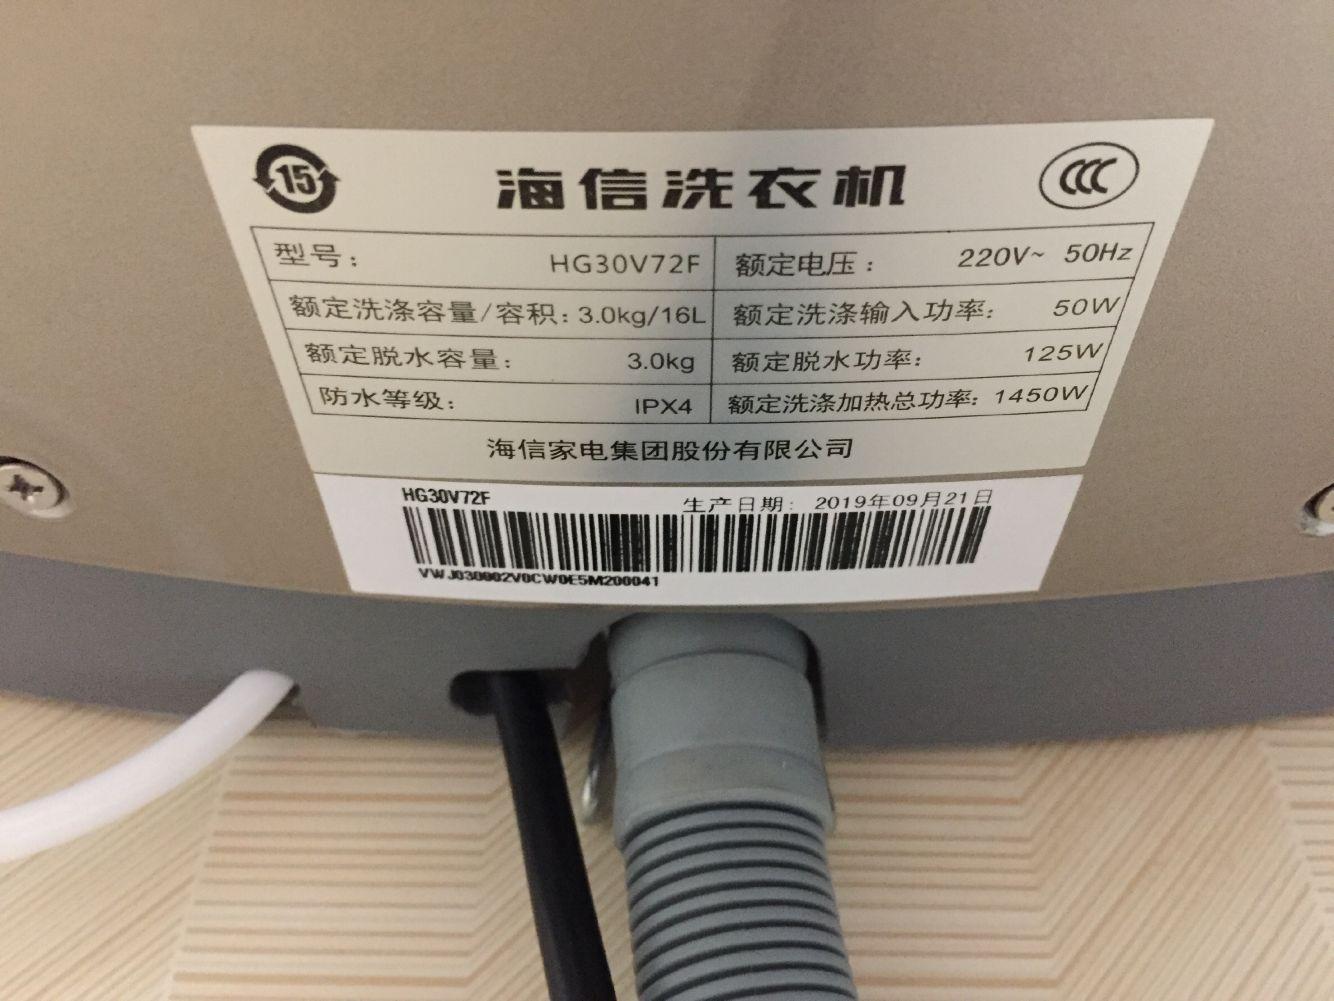 15
海信洗衣机
CCC
型号： HG30V72F 额定电压： 220V~ 50Hz
额定洗涤容量/容积： 3.0kg/16L 额定洗涤输入功率： 50W
额定脱水容量： 3.0kg 额定脱水功率： 125W
防水等级： IPX4 额定洗涤加热总功率： 1450W
海信家电集团股份有限公司
HG30V72F 生产日期: 2019年09月21日
VWJ030002V0CW0E5M200041